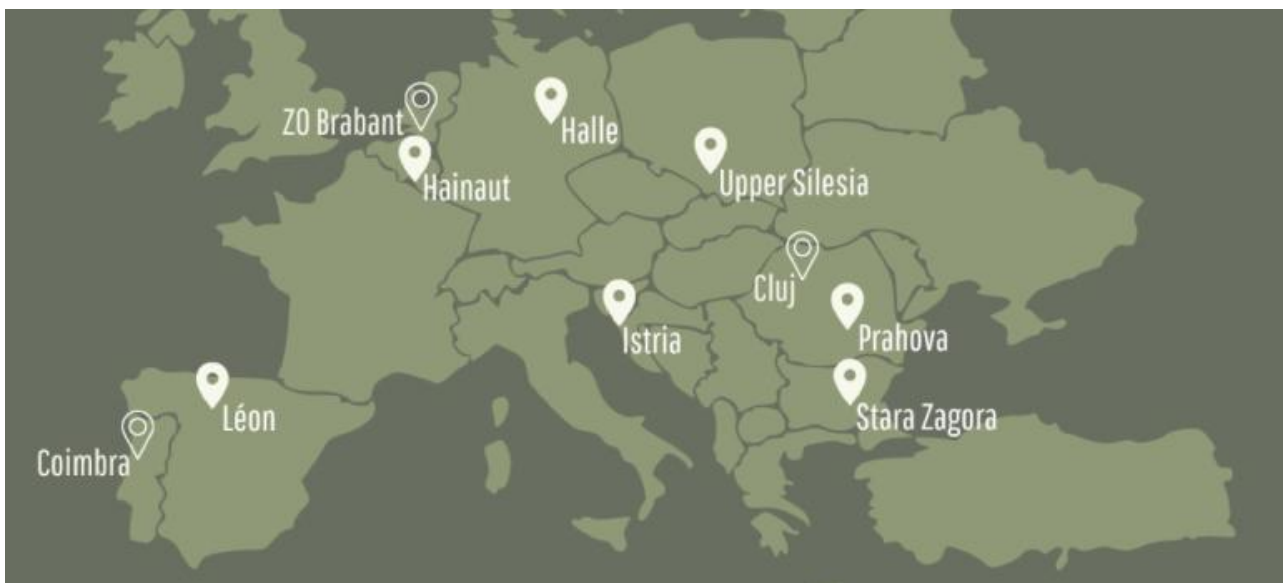 ZO Brabant
Halle
Hainaut
Upper Silesia
Cluj
Istria
Prahova
Léon
Stara Zagora
Coimbra